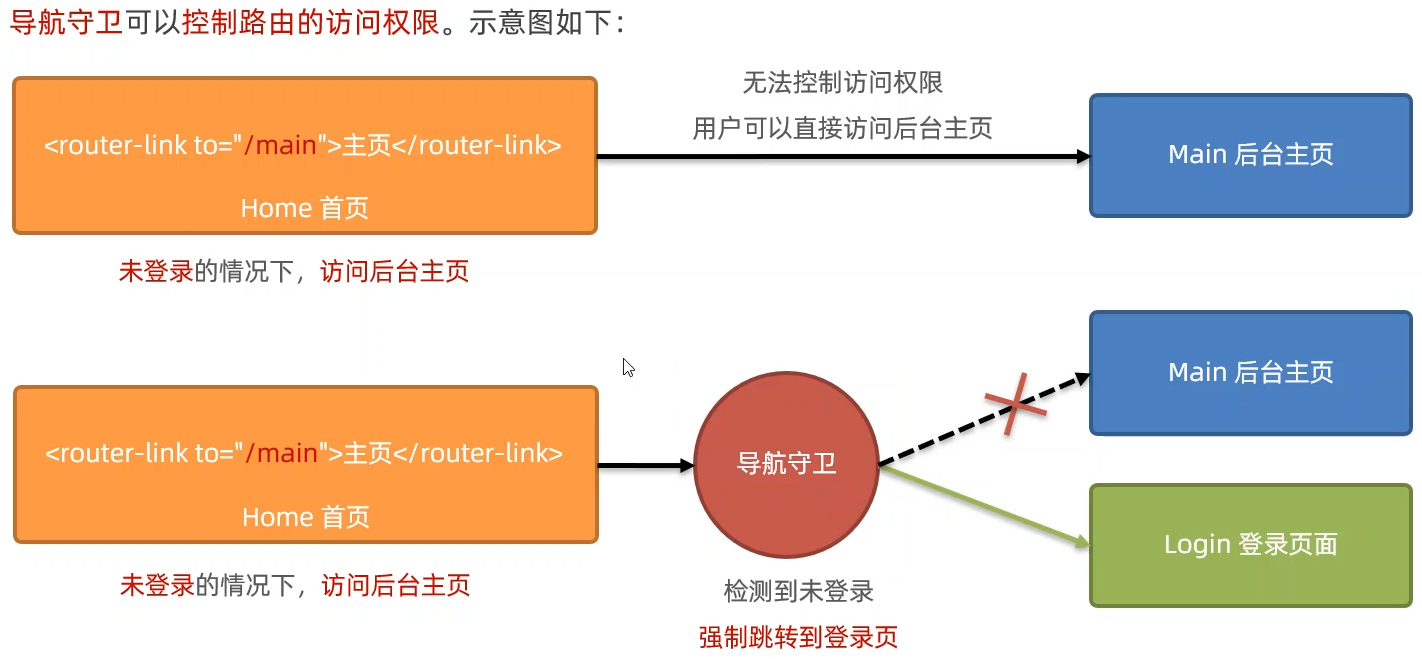 导航守卫可以控制路由的访问权限。示意图如下：
无法控制访问权限
用户可以直接访问后台主页
<router-link to="/main">主页</router-link>
Home 首页
Main 后台主页
未登录的情况下，访问后台主页
<router-link to="/main">主页</router-link>
Home 首页
导航守卫
Main 后台主页
Login 登录页面
未登录的情况下，访问后台主页
检测到未登录
强制跳转到登录页